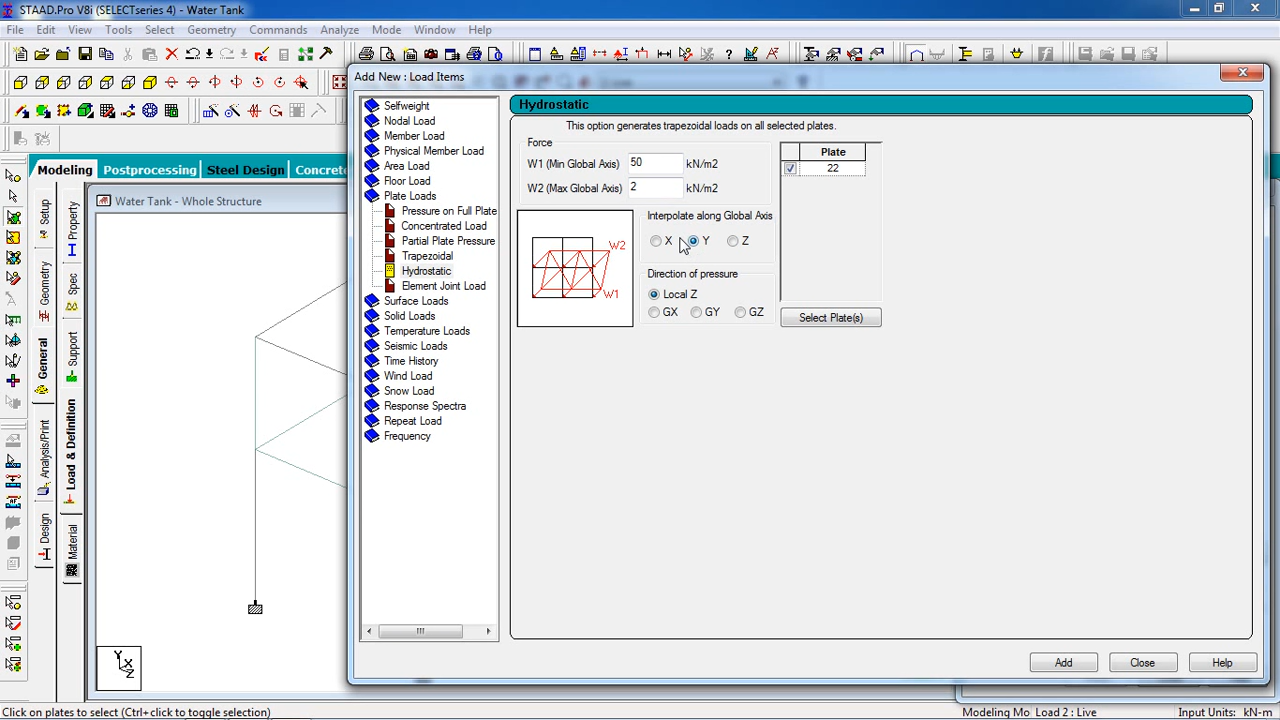 STAAD.Pro V8i (SELECTseries 4) - Water Tank
File Edit View Tools Select Geometry Commands Analyze Mode Window Help
Modeling Postprocessing Steel Design Concrete
Water Tank - Whole Structure
Setup
Geometry
General
Analysis/Print
Design
Property
Spec
Support
Load & Definition
Material
Add New : Load Items
Selfweight
Nodal Load
Member Load
Physical Member Load
Area Load
Floor Load
Plate Loads
Pressure on Full Plate
Concentrated Load
Partial Plate Pressure
Trapezoidal
Hydrostatic
Element Joint Load
Surface Loads
Solid Loads
Temperature Loads
Seismic Loads
Time History
Wind Load
Snow Load
Response Spectra
Repeat Load
Frequency
Hydrostatic
This option generates trapezoidal loads on all selected plates.
Force
W1 (Min Global Axis) 50 kN/m2
W2 (Max Global Axis) 2 kN/m2
W2
W1
Interpolate along Global Axis
X Y Z
Direction of pressure
Local Z
GX GY GZ
Plate
22
Select Plate(s)
Add Close Help
Y
X
Z
Click on plates to select (Ctrl+click to toggle selection) Modeling Mo Load 2 : Live Input Units: kN-m